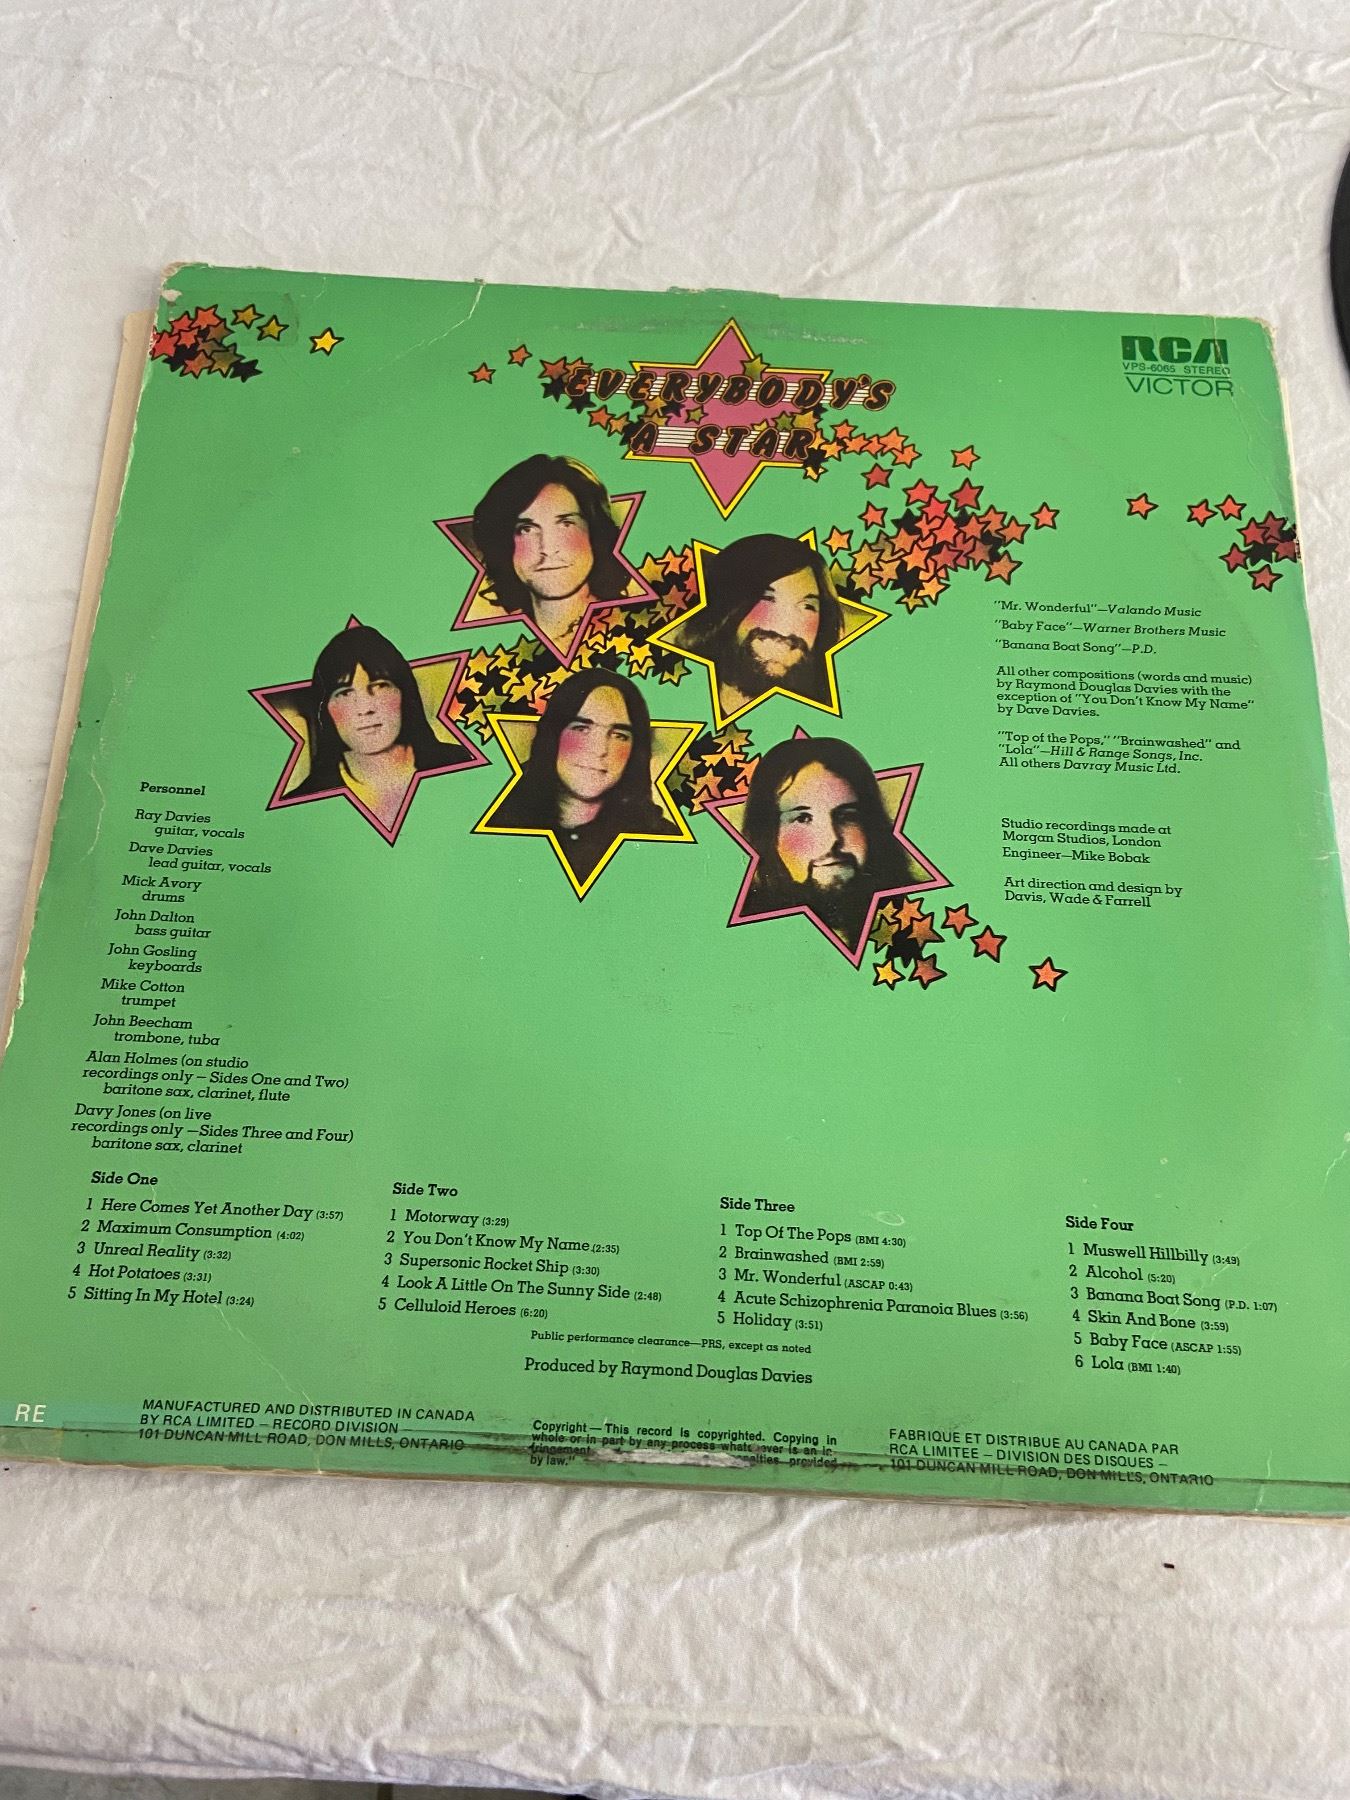 EVERYBODY'S
A STAR
RCA
VPS-6065 STEREO
VICTOR
"Mr. Wonderful"—Valando Music
"Baby Face"—Warner Brothers Music
"Banana Boat Song"—P.D.
All other compositions (words and music)
by Raymond Douglas Davies with the
exception of "You Don't Know My Name"
by Dave Davies.
"Top of the Pops," "Brainwashed" and
"Lola"—Hill & Range Songs, Inc.
All others Davray Music Ltd.
Studio recordings made at
Morgan Studios, London
Engineer—Mike Bobak
Art direction and design by
Davis, Wade & Farrell
Personnel
Ray Davies
guitar, vocals
Dave Davies
lead guitar, vocals
Mick Avory
drums
John Dalton
bass guitar
John Gosling
keyboards
Mike Cotton
trumpet
John Beecham
trombone, tuba
Alan Holmes (on studio
recordings only – Sides One and Two)
baritone sax, clarinet, flute
Davy Jones (on live
recordings only –Sides Three and Four)
baritone sax, clarinet
Side One
1 Here Comes Yet Another Day (3:57)
2 Maximum Consumption (4:02)
3 Unreal Reality (3:32)
4 Hot Potatoes (3:31)
5 Sitting In My Hotel (3:24)
Side Two
1 Motorway (3:29)
2 You Don't Know My Name (2:35)
3 Supersonic Rocket Ship (3:30)
4 Look A Little On The Sunny Side (2:48)
5 Celluloid Heroes (6:20)
Side Three
1 Top Of The Pops (BMI 4:30)
2 Brainwashed (BMI 2:59)
3 Mr. Wonderful (ASCAP 0:43)
4 Acute Schizophrenia Paranoia Blues (3:56)
5 Holiday (3:51)
Side Four
1 Muswell Hillbilly (3:49)
2 Alcohol (5:20)
3 Banana Boat Song (P.D. 1:07)
4 Skin And Bone (3:59)
5 Baby Face (ASCAP 1:55)
6 Lola (BMI 1:40)
Public performance clearance—PRS, except as noted
Produced by Raymond Douglas Davies
RE
MANUFACTURED AND DISTRIBUTED IN CANADA
BY RCA LIMITED – RECORD DIVISION
101 DUNCAN MILL ROAD, DON MILLS, ONTARIO
Copyright — This record is copyrighted. Copying in
whole or in part by any process whatsoever is an in-
fringement provided
by law."
FABRIQUE ET DISTRIBUE AU CANADA PAR
RCA LIMITEE – DIVISION DES DISQUES –
101 DUNCAN MILL ROAD, DON MILLS, ONTARIO